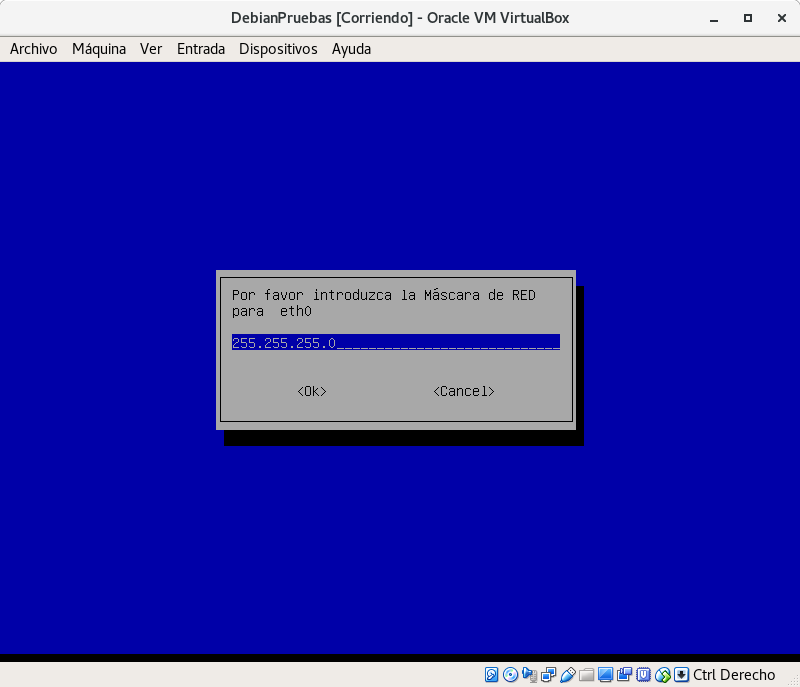 DebianPruebas [Corriendo] - Oracle VM VirtualBox
Archivo Máquina Ver Entrada Dispositivos Ayuda
Por favor introduzca la Máscara de RED
para eth0
255.255.255.0____________________________
<Ok> <Cancel>
Ctrl Derecho